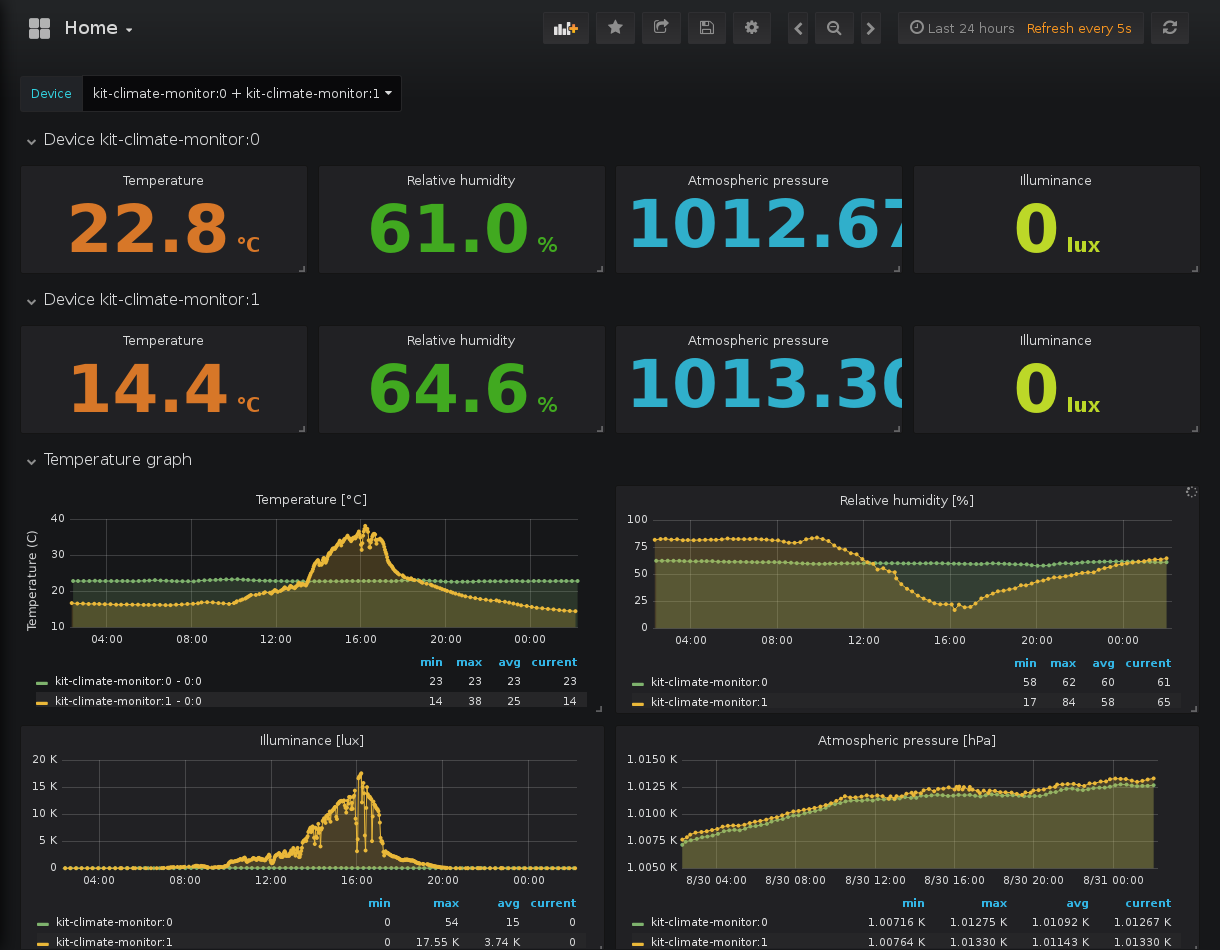 Home
Last 24 hours Refresh every 5s
Device kit-climate-monitor:0 + kit-climate-monitor:1
Device kit-climate-monitor:0
Temperature Relative humidity Atmospheric pressure Illuminance
22.8 °C 61.0 % 1012.67 0 lux
Device kit-climate-monitor:1
Temperature Relative humidity Atmospheric pressure Illuminance
14.4 °C 64.6 % 1013.30 0 lux
Temperature graph
Temperature [°C]
Temperature (C)
40
30
20
10
04:00 08:00 12:00 16:00 20:00 00:00
min max avg current
kit-climate-monitor:0 - 0:0 23 23 23 23
kit-climate-monitor:1 - 0:0 14 38 25 14
Relative humidity [%]
100
75
50
25
0
04:00 08:00 12:00 16:00 20:00 00:00
min max avg current
kit-climate-monitor:0 58 62 60 61
kit-climate-monitor:1 17 84 58 65
Illuminance [lux]
20 K
15 K
10 K
5 K
0
04:00 08:00 12:00 16:00 20:00 00:00
min max avg current
kit-climate-monitor:0 0 54 15 0
kit-climate-monitor:1 0 17.55 K 3.74 K 0
Atmospheric pressure [hPa]
1.0150 K
1.0125 K
1.0100 K
1.0075 K
1.0050 K
8/30 04:00 8/30 08:00 8/30 12:00 8/30 16:00 8/30 20:00 8/31 00:00
min max avg current
kit-climate-monitor:0 1.00716 K 1.01275 K 1.01092 K 1.01267 K
kit-climate-monitor:1 1.00764 K 1.01330 K 1.01143 K 1.01330 K